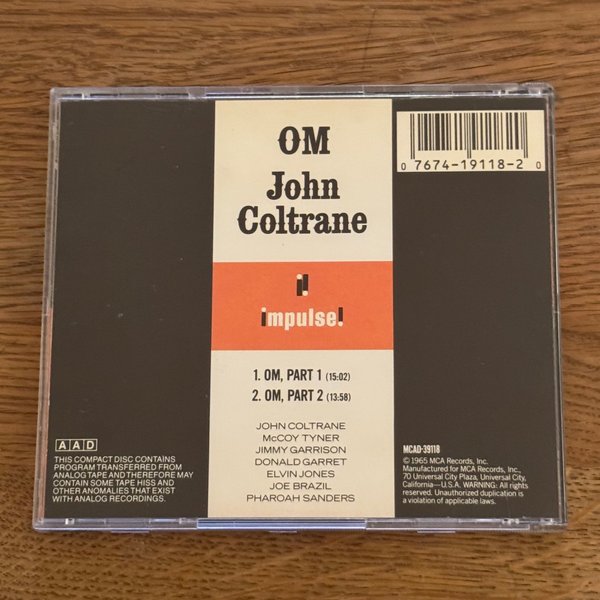 OM
John
Coltrane
0 7674-19118-2 0
i!
impulse!
1. OM, PART 1 (15:02)
2. OM, PART 2 (13:58)
JOHN COLTRANE
McCOY TYNER
JIMMY GARRISON
DONALD GARRET
ELVIN JONES
JOE BRAZIL
PHAROAH SANDERS
AAD
THIS COMPACT DISC CONTAINS
PROGRAM TRANSFERRED FROM
ANALOG TAPE AND THEREFORE MAY
CONTAIN SOME TAPE HISS AND
OTHER ANOMALIES THAT EXIST
WITH ANALOG RECORDINGS.
MCAD-39118
© 1965 MCA Records, Inc.
Manufactured for MCA Records, Inc.,
70 Universal City Plaza, Universal City,
California—U.S.A. WARNING: All rights
reserved. Unauthorized duplication is
a violation of applicable laws.